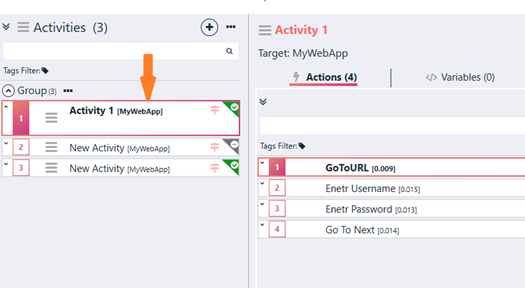 Activities (3)
Tags Filter:
Group (3)
1 Activity 1 [MyWebApp]
2 New Activity [MyWebApp]
3 New Activity [MyWebApp]
Activity 1
Target: MyWebApp
Actions (4) Variables (0)
Tags Filter:
1 GoToURL [0.009]
2 Enetr Username [0.015]
3 Enetr Password [0.013]
4 Go To Next [0.014]